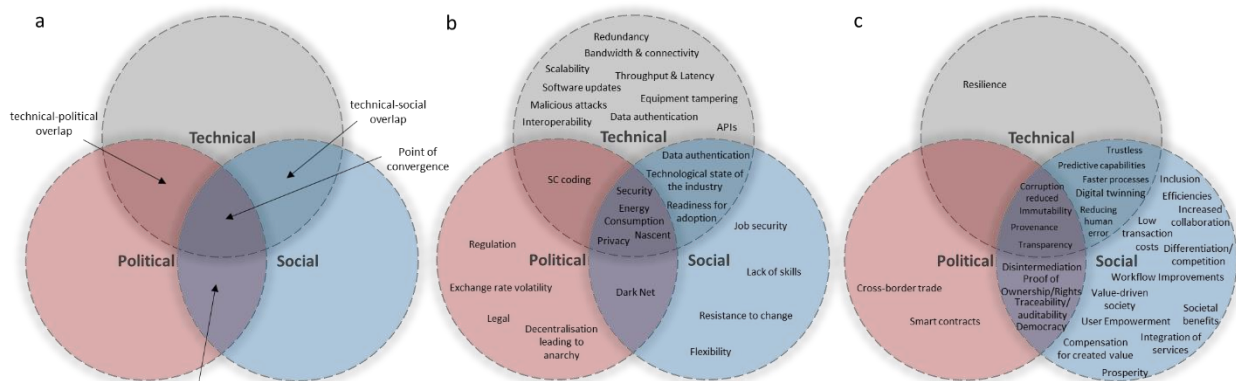 a
technical-political
overlap
technical-social
overlap
Technical
Point of
convergence
Political
Social
b
Redundancy
Bandwidth & connectivity
Scalability
Throughput & Latency
Software updates
Equipment tampering
Malicious attacks
Data authentication
Interoperability
APIs
Technical
Data authentication
SC coding
Technological state of
the industry
Security
Readiness for
adoption
Energy
Consumption
Nascent
Privacy
Job security
Regulation
Political
Social
Lack of skills
Exchange rate volatility
Dark Net
Legal
Resistance to change
Decentralisation
leading to
anarchy
Flexibility
c
Resilience
Technical
Trustless
Predictive capabilities
Faster processes
Inclusion
Corruption
reduced
Digital twinning
Efficiencies
Immutability
Reducing
human
error
Increased
collaboration
Provenance
Low
transaction
costs
Transparency
Differentiation/
competition
Political
Social
Disintermediation
Workflow Improvements
Proof of
Ownership/Rights
Cross-border trade
Value-driven
society
Traceability/
auditability
Societal
benefits
Smart contracts
Democracy
User Empowerment
Compensation
for created value
Integration of
services
Prosperity